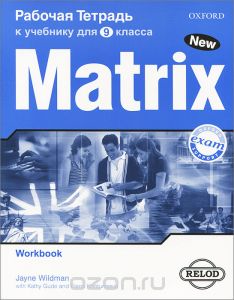 Рабочая Тетрадь
OXFORD
к учебнику для 9 класса
New
Matrix
exam
Workbook
RELOD
Jayne Wildman
with Kathy Gude and
ozon.ru